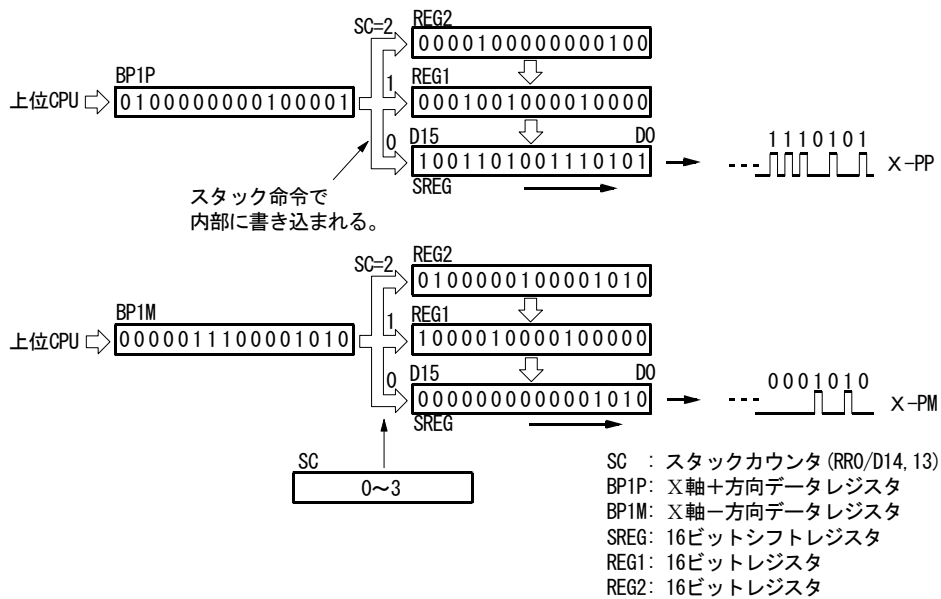 REG2
SC=2
0000100000000100
BP1P
1
REG1
上位CPU
0100000000100001
0001001000010000
0
D15
D0
1111 0101
1001101001110101
X-PP
SREG
スタック命令で
内部に書き込まれる。
REG2
SC=2
0100000100001010
BP1M
1
REG1
上位CPU
0000011100001010
1000010000100000
0
D15
D0
0001010
0000000000001010
X-PM
SREG
SC
0～3
SC : スタックカウンタ(RR0/D14,13)
BP1P: X軸＋方向データレジスタ
BP1M: X軸－方向データレジスタ
SREG: 16ビットシフトレジスタ
REG1: 16ビットレジスタ
REG2: 16ビットレジスタ